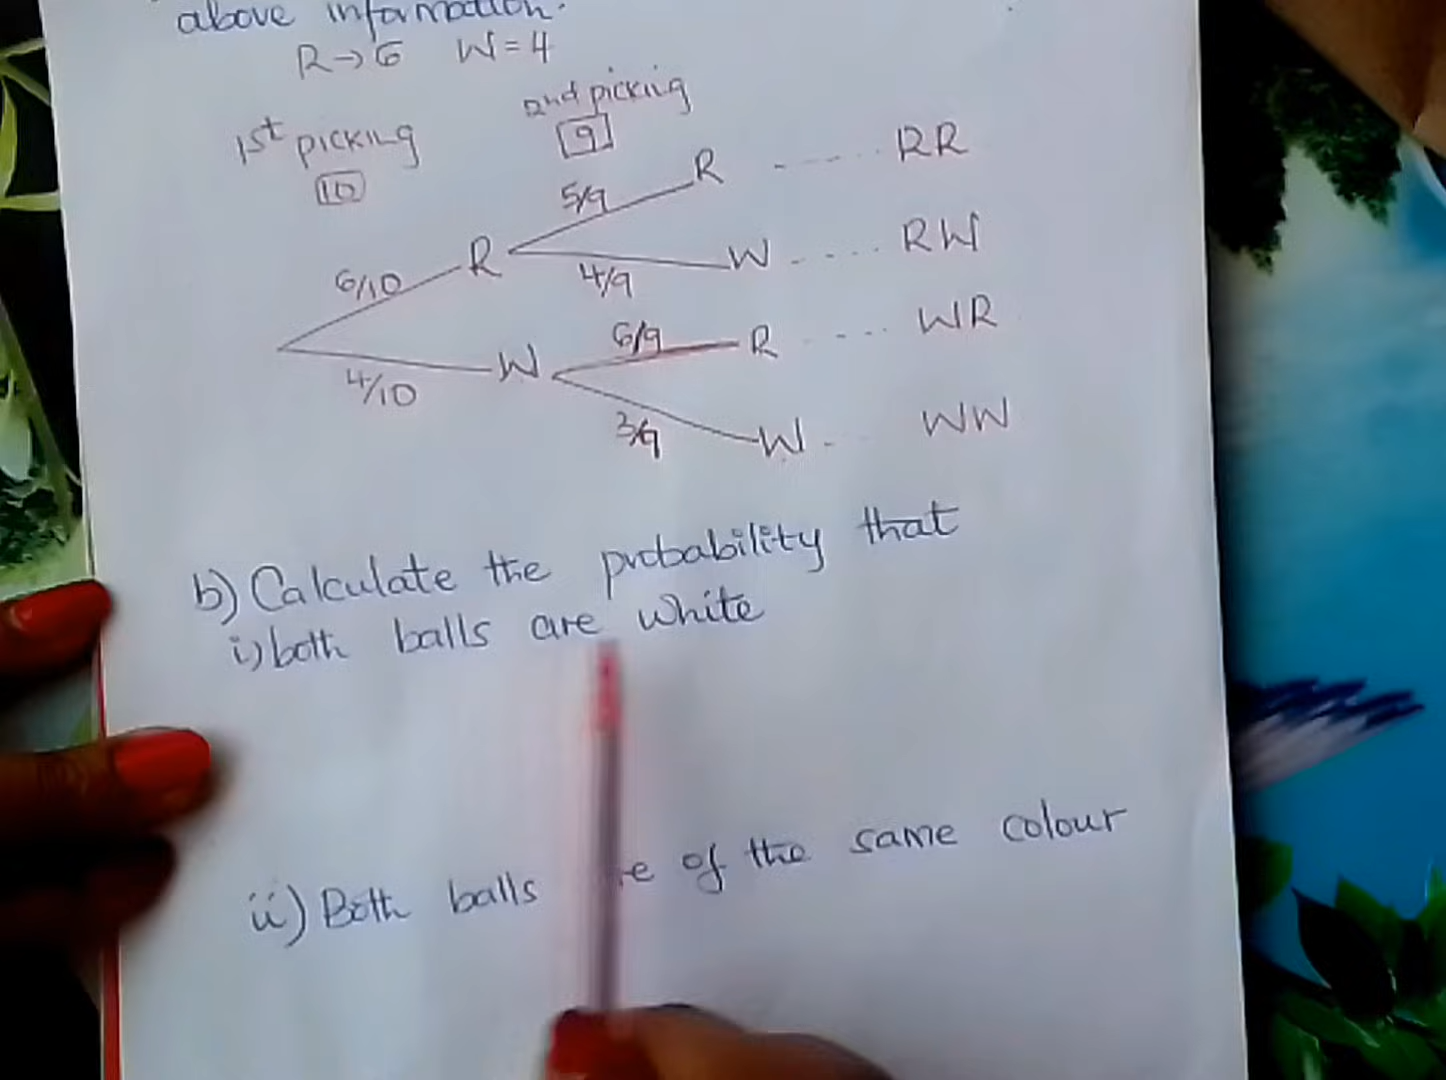 above information.
R→6 W=4
1st picking 2nd picking
10 9
5/9 R ---- RR
6/10 R 4/9 W ---- RW
4/10 W 6/9 R ---- WR
3/9 W -- WW
b) Calculate the probability that
i) both balls are white
ii) Both balls of the same colour